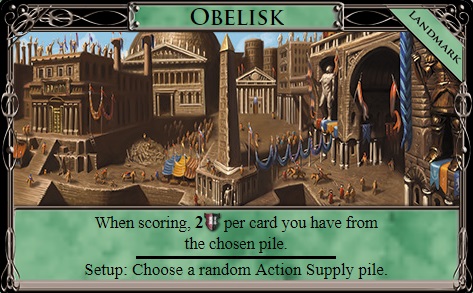 OBELISK
LANDMARK
When scoring, 2 per card you have from
the chosen pile.
Setup: Choose a random Action Supply pile.